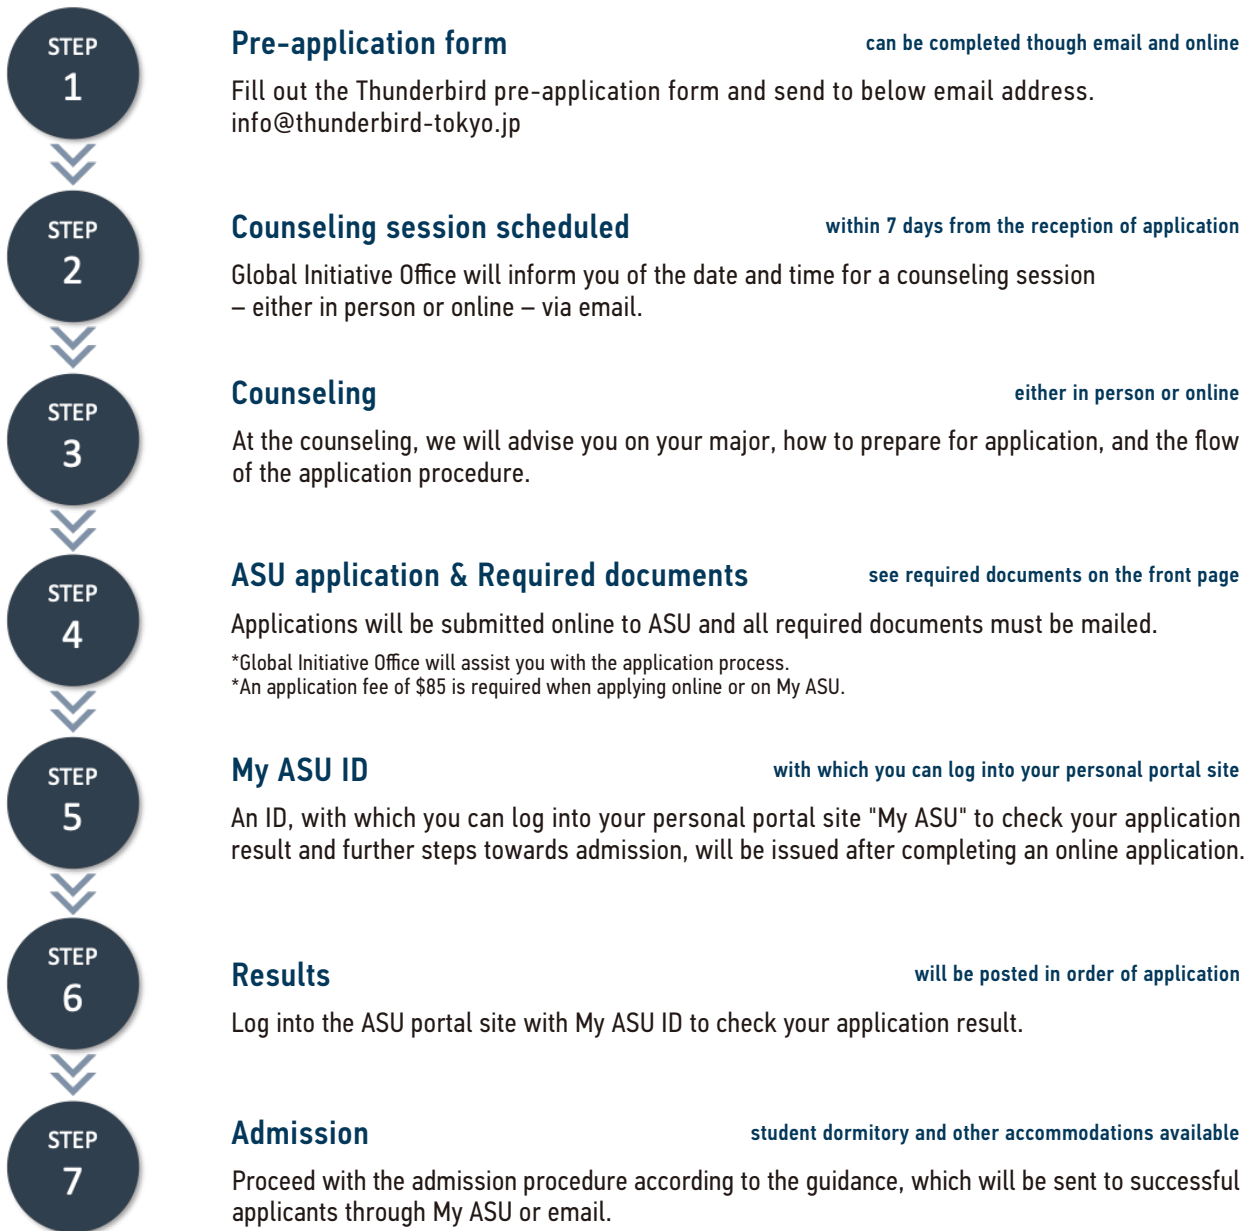 STEP
1
Pre-application form can be completed though email and online
Fill out the Thunderbird pre-application form and send to below email address.
info@thunderbird-tokyo.jp
STEP
2
Counseling session scheduled within 7 days from the reception of application
Global Initiative Office will inform you of the date and time for a counseling session
– either in person or online – via email.
STEP
3
Counseling either in person or online
At the counseling, we will advise you on your major, how to prepare for application, and the flow
of the application procedure.
STEP
4
ASU application & Required documents see required documents on the front page
Applications will be submitted online to ASU and all required documents must be mailed.
*Global Initiative Office will assist you with the application process.
*An application fee of $85 is required when applying online or on My ASU.
STEP
5
My ASU ID with which you can log into your personal portal site
An ID, with which you can log into your personal portal site "My ASU" to check your application
result and further steps towards admission, will be issued after completing an online application.
STEP
6
Results will be posted in order of application
Log into the ASU portal site with My ASU ID to check your application result.
STEP
7
Admission student dormitory and other accommodations available
Proceed with the admission procedure according to the guidance, which will be sent to successful
applicants through My ASU or email.